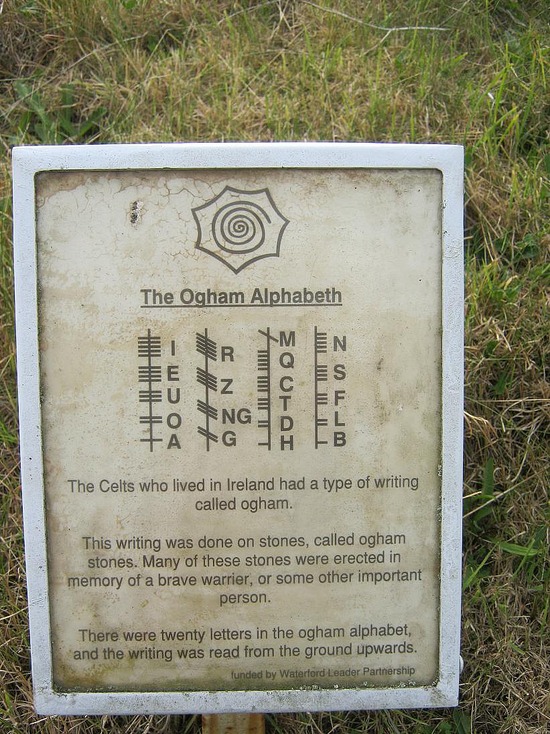 The Ogham Alphabeth
I R M N
E Z Q S
U NG C F
O G T L
A D B
H
The Celts who lived in Ireland had a type of writing
called ogham.
This writing was done on stones, called ogham
stones. Many of these stones were erected in
memory of a brave warrier, or some other important
person.
There were twenty letters in the ogham alphabet,
and the writing was read from the ground upwards.
funded by Waterford Leader Partnership